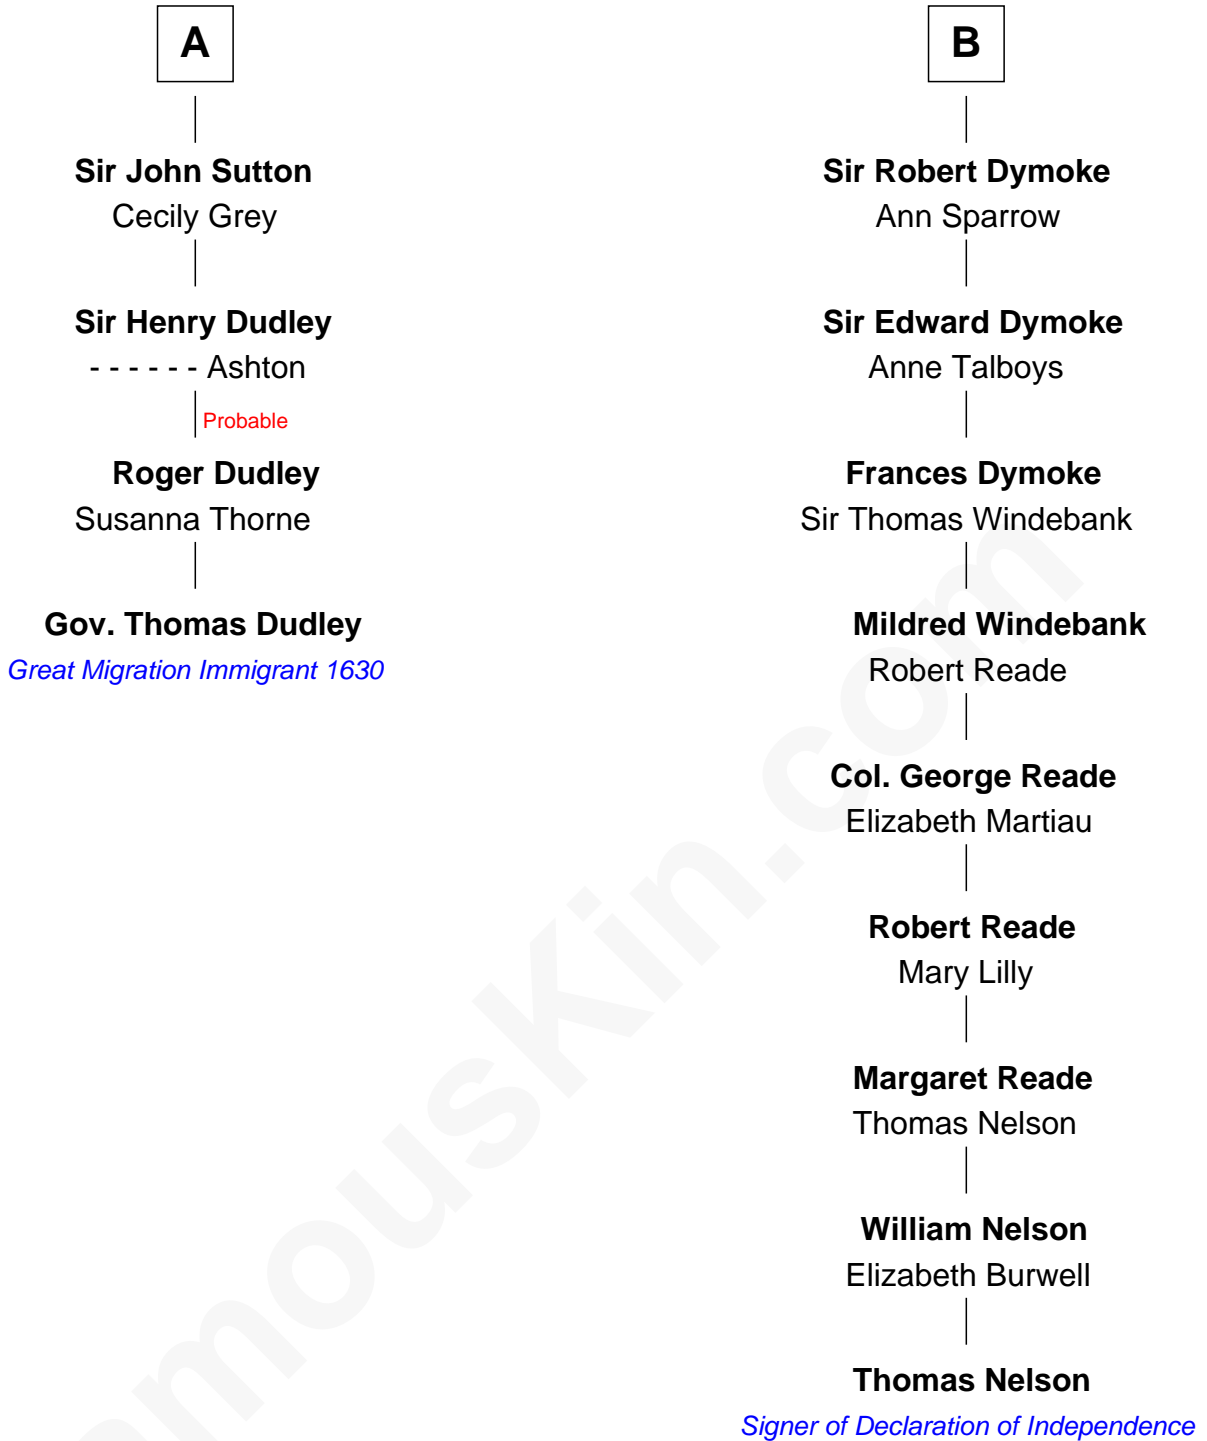 A
Sir John Sutton
Cecily Grey
Sir Henry Dudley
- - - - - - Ashton
Probable
Roger Dudley
Susanna Thorne
Gov. Thomas Dudley
Great Migration Immigrant 1630
B
Sir Robert Dymoke
Ann Sparrow
Sir Edward Dymoke
Anne Talboys
Frances Dymoke
Sir Thomas Windebank
Mildred Windebank
Robert Reade
Col. George Reade
Elizabeth Martiau
Robert Reade
Mary Lilly
Margaret Reade
Thomas Nelson
William Nelson
Elizabeth Burwell
Thomas Nelson
Signer of Declaration of Independence
amouskin.com